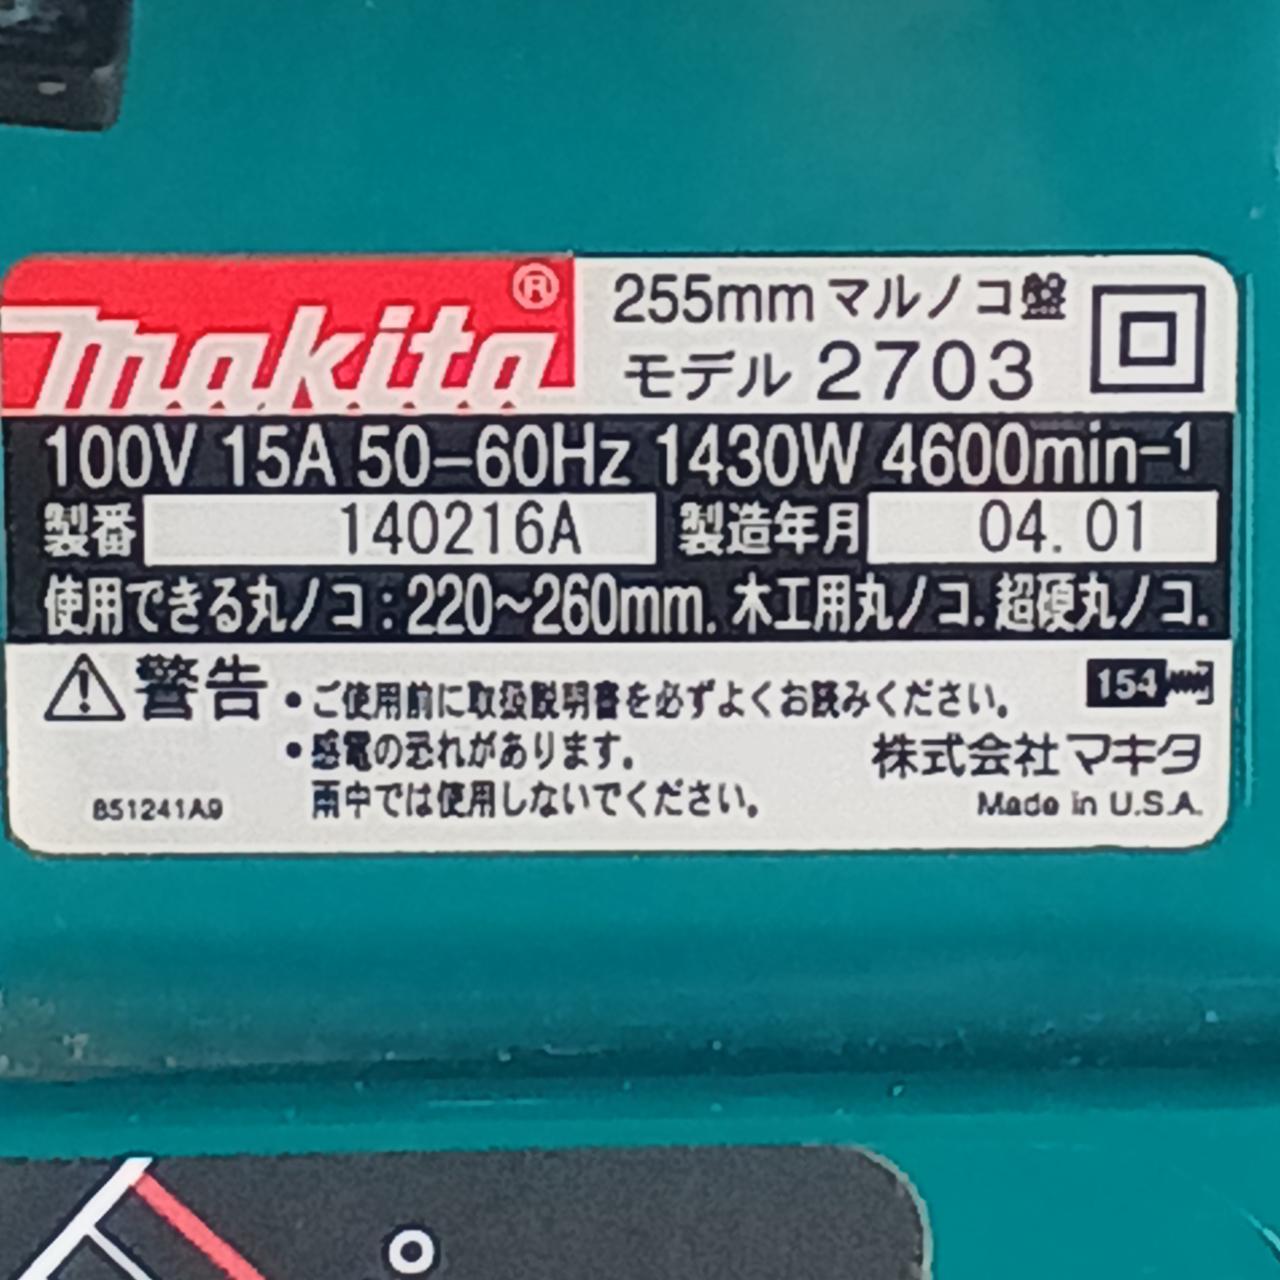 makita®
255mm マルノコ盤
モデル 2703
100V 15A 50-60Hz 1430W 4600min-1
製番 140216A 製造年月 04. 01
使用できる丸ノコ:220~260mm. 木工用丸ノコ. 超硬丸ノコ.
警告
・ご使用前に取扱説明書を必ずよくお読みください。
・感電の恐れがあります。
雨中では使用しないでください。
154
株式会社 マキタ
851241A9
Made in U.S.A.